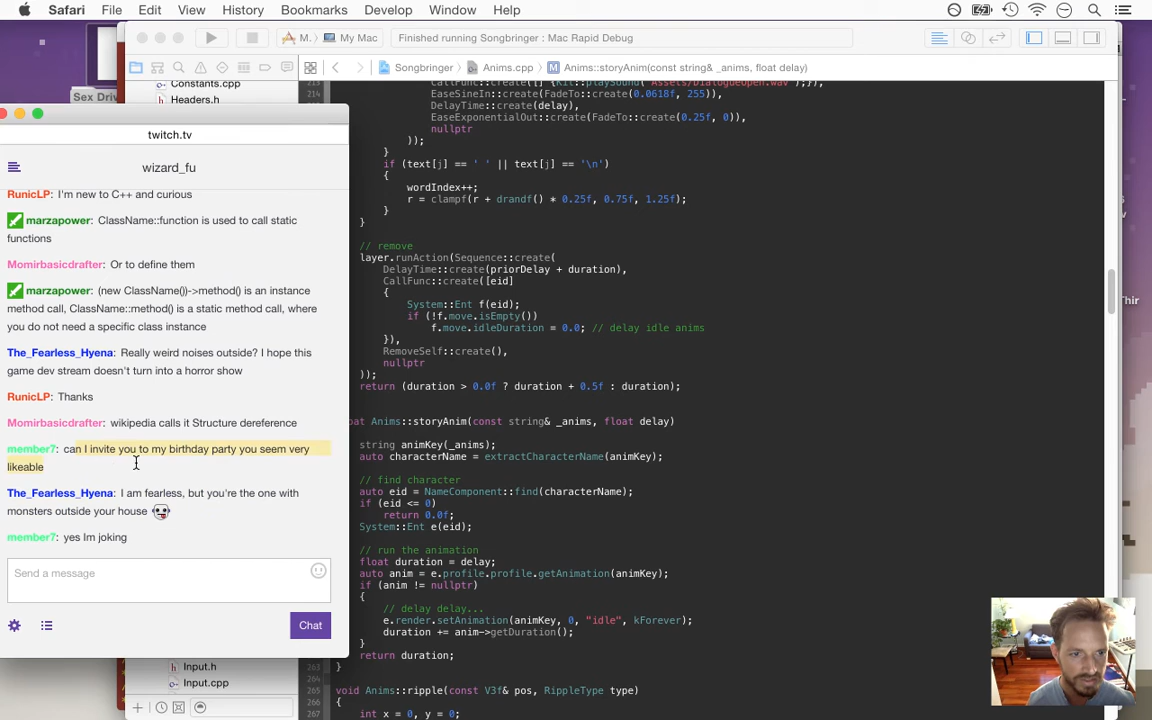 Safari File Edit View History Bookmarks Develop Window Help
M. My Mac
Finished running Songbringer : Mac Rapid Debug
Songbringer Anims.cpp Anims::storyAnim(const string& _anims, float delay)
Constants.cpp
Headers.h
Sex Driv
twitch.tv
wizard_fu
RunicLP: I'm new to C++ and curious
marzapower: ClassName::function is used to call static
functions
Momirbasicdrafter: Or to define them
marzapower: (new ClassName())->method() is an instance
method call, ClassName::method() is a static method call, where
you do not need a specific class instance
The_Fearless_Hyena: Really weird noises outside? I hope this
game dev stream doesn't turn into a horror show
RunicLP: Thanks
Momirbasicdrafter: wikipedia calls it Structure dereference
member7: can I invite you to my birthday party you seem very
likeable
The_Fearless_Hyena: I am fearless, but you're the one with
monsters outside your house
member7: yes Im joking
Send a message
Chat
Input.h
Input.cpp
214
EaseSineIn::create(FadeTo::create(0.0618f, 255)),
DelayTime::create(delay),
EaseExponentialOut::create(FadeTo::create(0.25f, 0)),
nullptr
));
}
if (text[j] == ' ' || text[j] == '\n')
{
wordIndex++;
r = clampf(r + drandf() * 0.25f, 0.75f, 1.25f);
}
}
// remove
layer.runAction(Sequence::create(
DelayTime::create(priorDelay + duration),
CallFunc::create([eid]
{
System::Ent f(eid);
if (!f.move.isEmpty())
f.move.idleDuration = 0.0; // delay idle anims
}),
RemoveSelf::create(),
nullptr
));
return (duration > 0.0f ? duration + 0.5f : duration);
oat Anims::storyAnim(const string& _anims, float delay)
string animKey(_anims);
auto characterName = extractCharacterName(animKey);
// find character
auto eid = NameComponent::find(characterName);
if (eid <= 0)
return 0.0f;
System::Ent e(eid);
// run the animation
float duration = delay;
auto anim = e.profile.profile.getAnimation(animKey);
if (anim != nullptr)
{
// delay delay...
e.render.setAnimation(animKey, 0, "idle", kForever);
duration += anim->getDuration();
}
return duration;
263 }
264
265 void Anims::ripple(const V3f& pos, RippleType type)
266 {
267 int x = 0, y = 0;
Thir